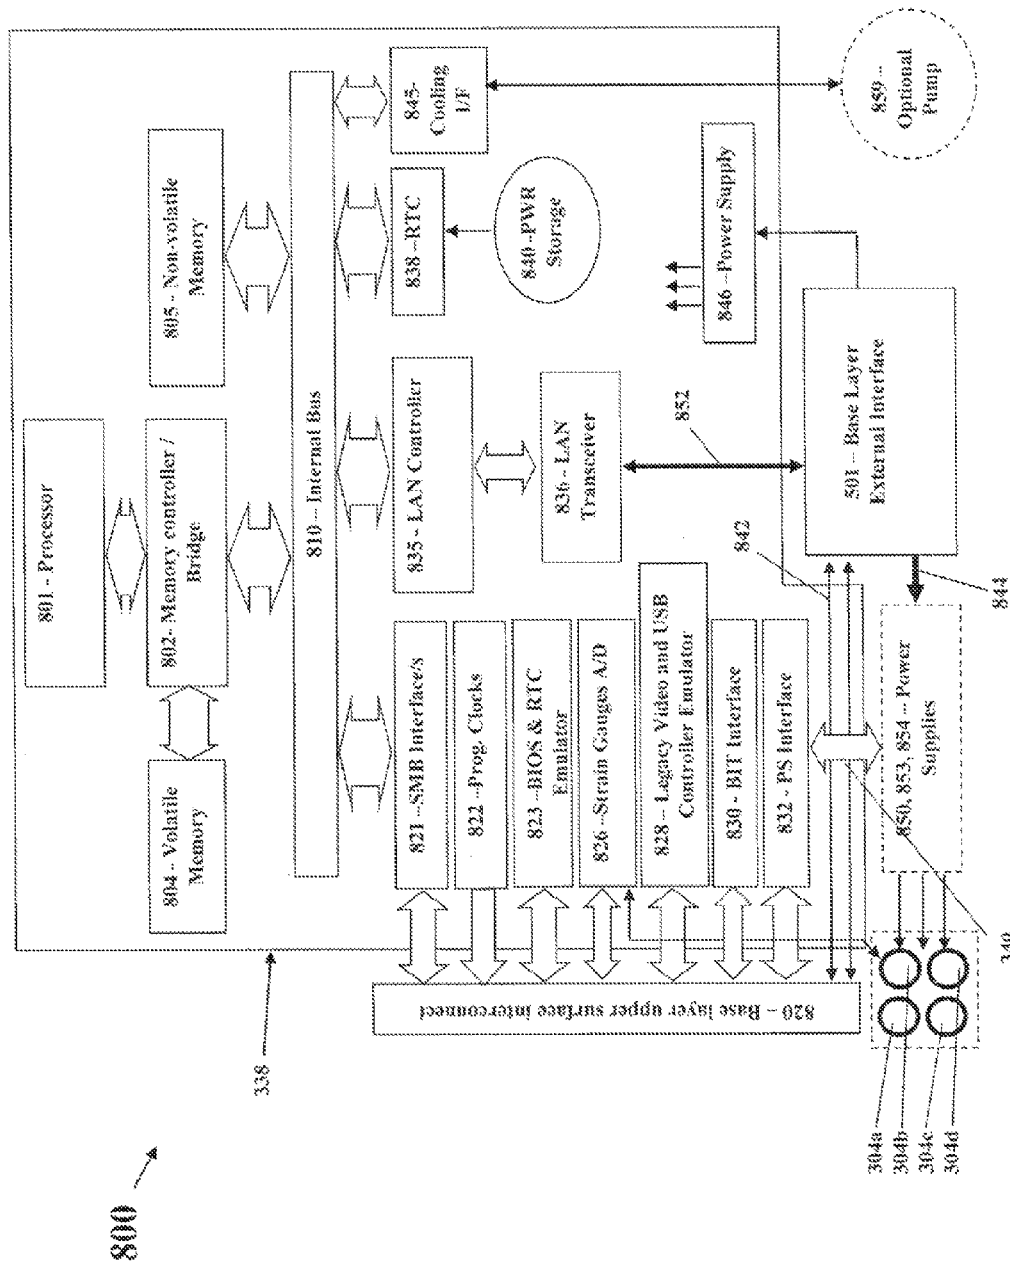 800
338
801 - Processor
804 - Volatile
Memory
802- Memory controller /
Bridge
805 - Non-volatile
Memory
810 - Internal Bus
821 -SMB Interface/s
822 -Prog. Clocks
823 -BIOS & RTC
Emulator
826 -Strain Gauges A/D
828 - Legacy Video and USB
Controller Emulator
830 - BIT Interface
832 - PS Interface
835 - LAN Controller
836 - LAN
Transceiver
838 -RTC
840 -PWR
Storage
845-
Cooling
I/F
820 - Base layer upper surface interconnect
846 -Power Supply
852
842
859 -
Optional
Pump
501 - Base Layer
External Interface
844
850, 853, 854 - Power
Supplies
340
304a
304b
304c
304d